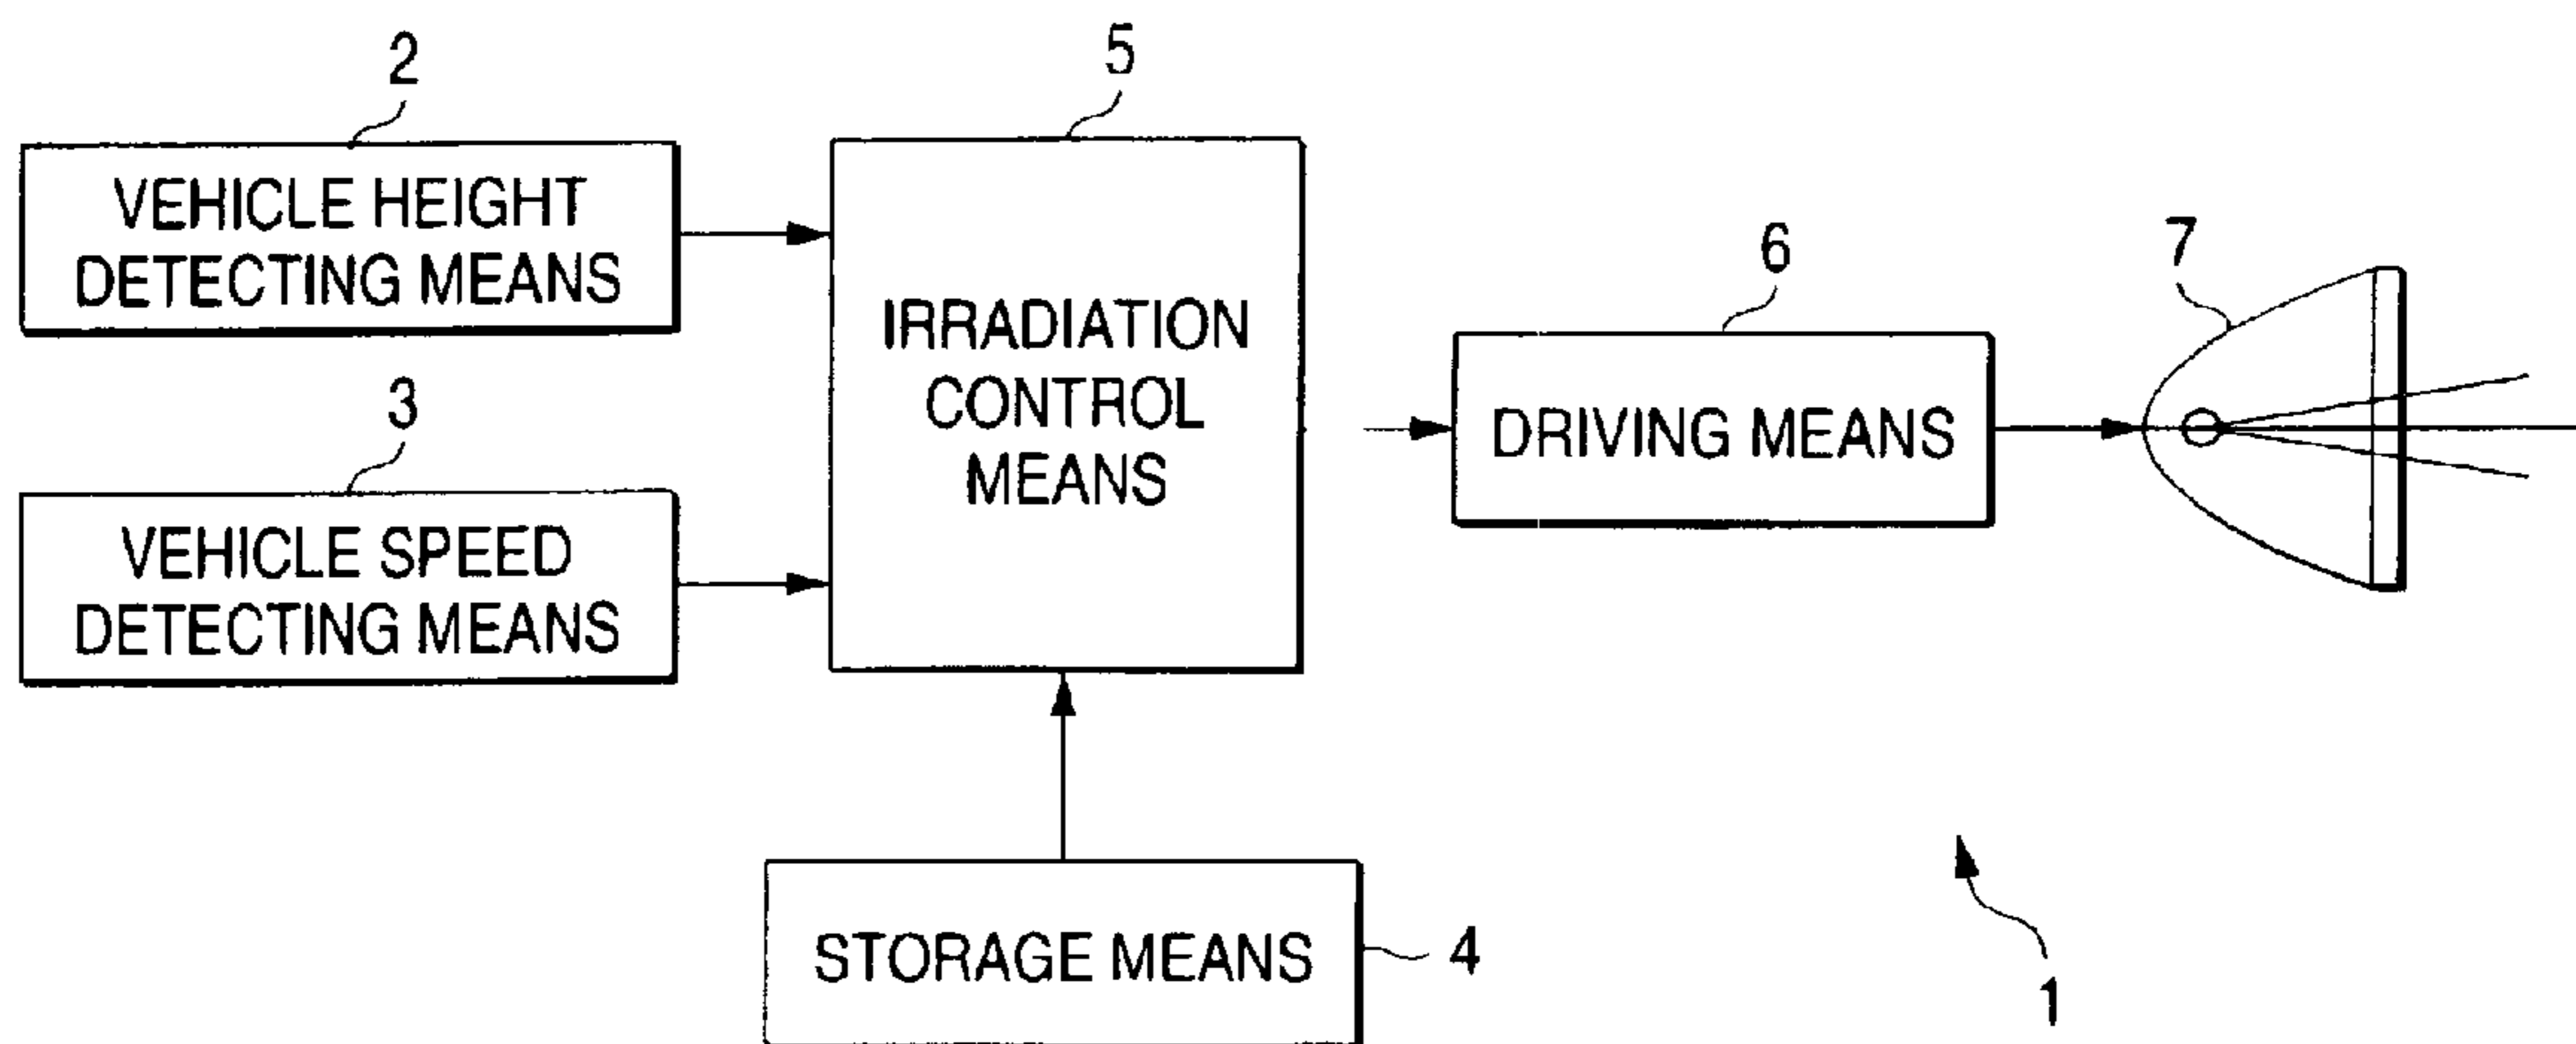 2
VEHICLE HEIGHT
DETECTING MEANS
3
VEHICLE SPEED
DETECTING MEANS
5
IRRADIATION
CONTROL
MEANS
6
DRIVING MEANS
7
STORAGE MEANS
4
1